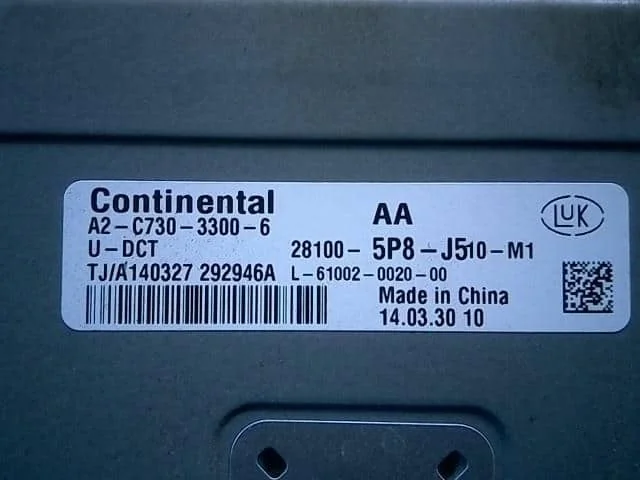 Continental
A2-C730-3300-6
AA
LUK
U-DCT
28100-5P8-J510-M1
TJ/A140327 292946A
L-61002-0020-00
Made in China
14.03.30 10